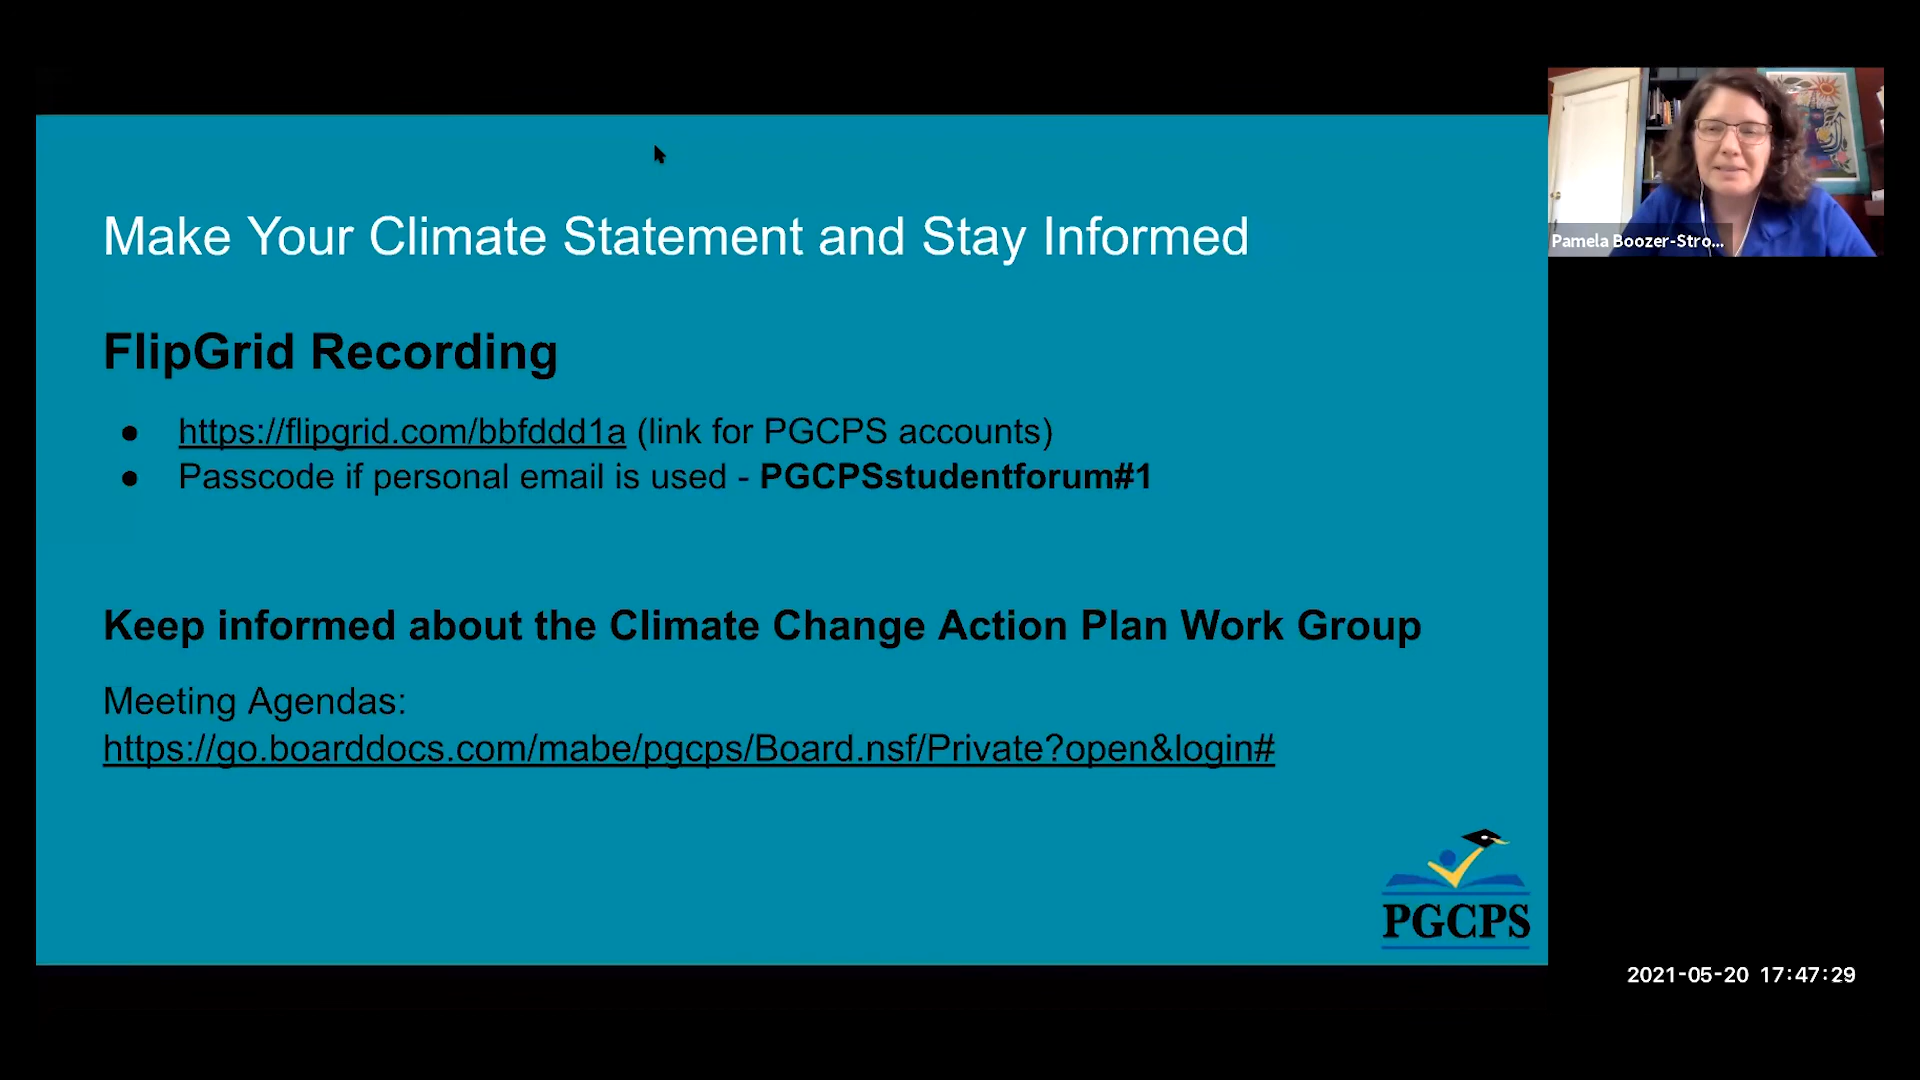 Make Your Climate Statement and Stay Informed
FlipGrid Recording
● https://flipgrid.com/bbfddd1a (link for PGCPS accounts)
● Passcode if personal email is used - PGCPSstudentforum#1
Keep informed about the Climate Change Action Plan Work Group
Meeting Agendas:
https://go.boarddocs.com/mabe/pgcps/Board.nsf/Private?open&login#
PGCPS
Pamela Boozer-Stro...
2021-05-20 17:47:29